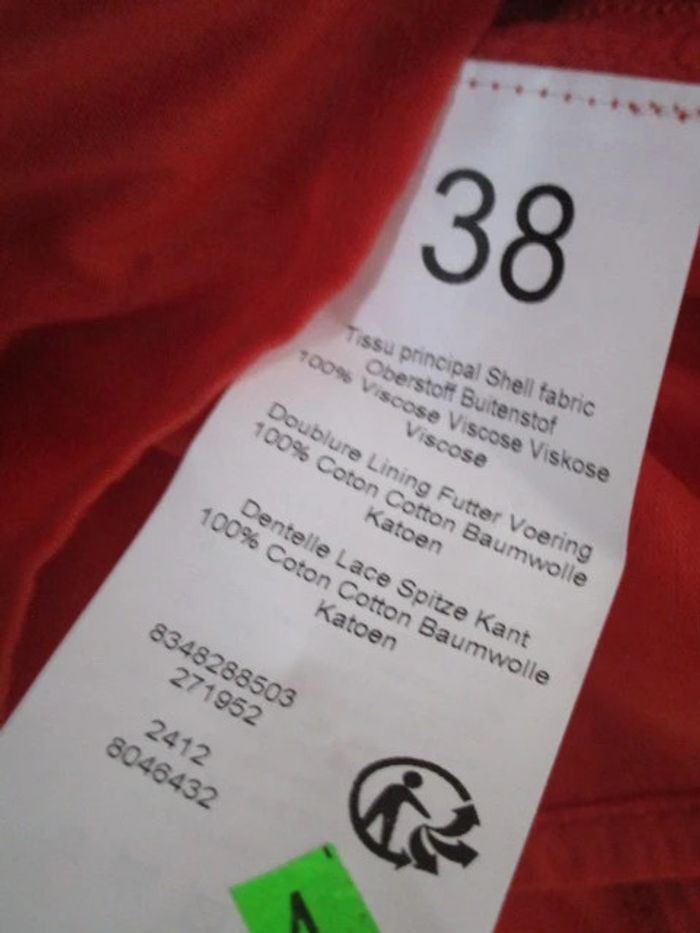 38
Tissu principal Shell fabric
Oberstoff Buitenstof
100% Viscose Viscose Viskose
Viscose
Doublure Lining Futter Voering
100% Coton Cotton Baumwolle
Katoen
Dentelle Lace Spitze Kant
100% Coton Cotton Baumwolle
Katoen
8348288503
271952
2412
8046432